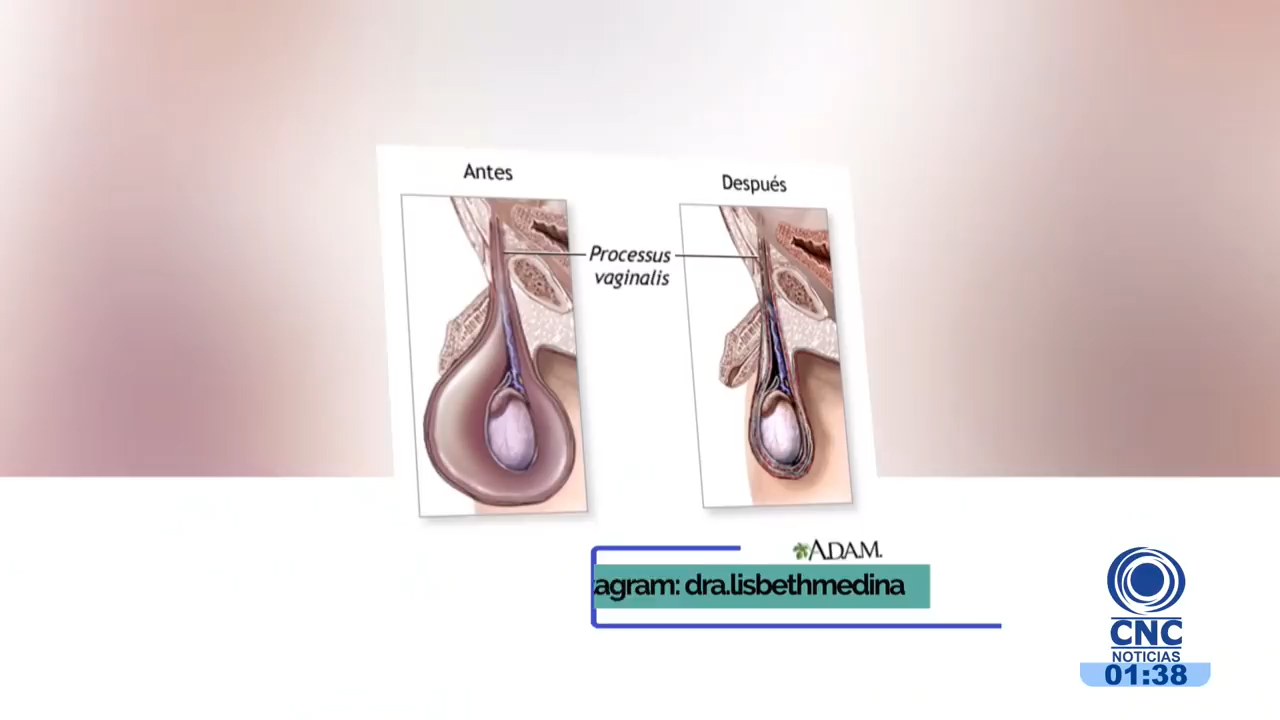 Antes
Después
Processus
vaginalis
ADAM.
agram: dra.lisbethmedina
CNC
NOTICIAS
01:38